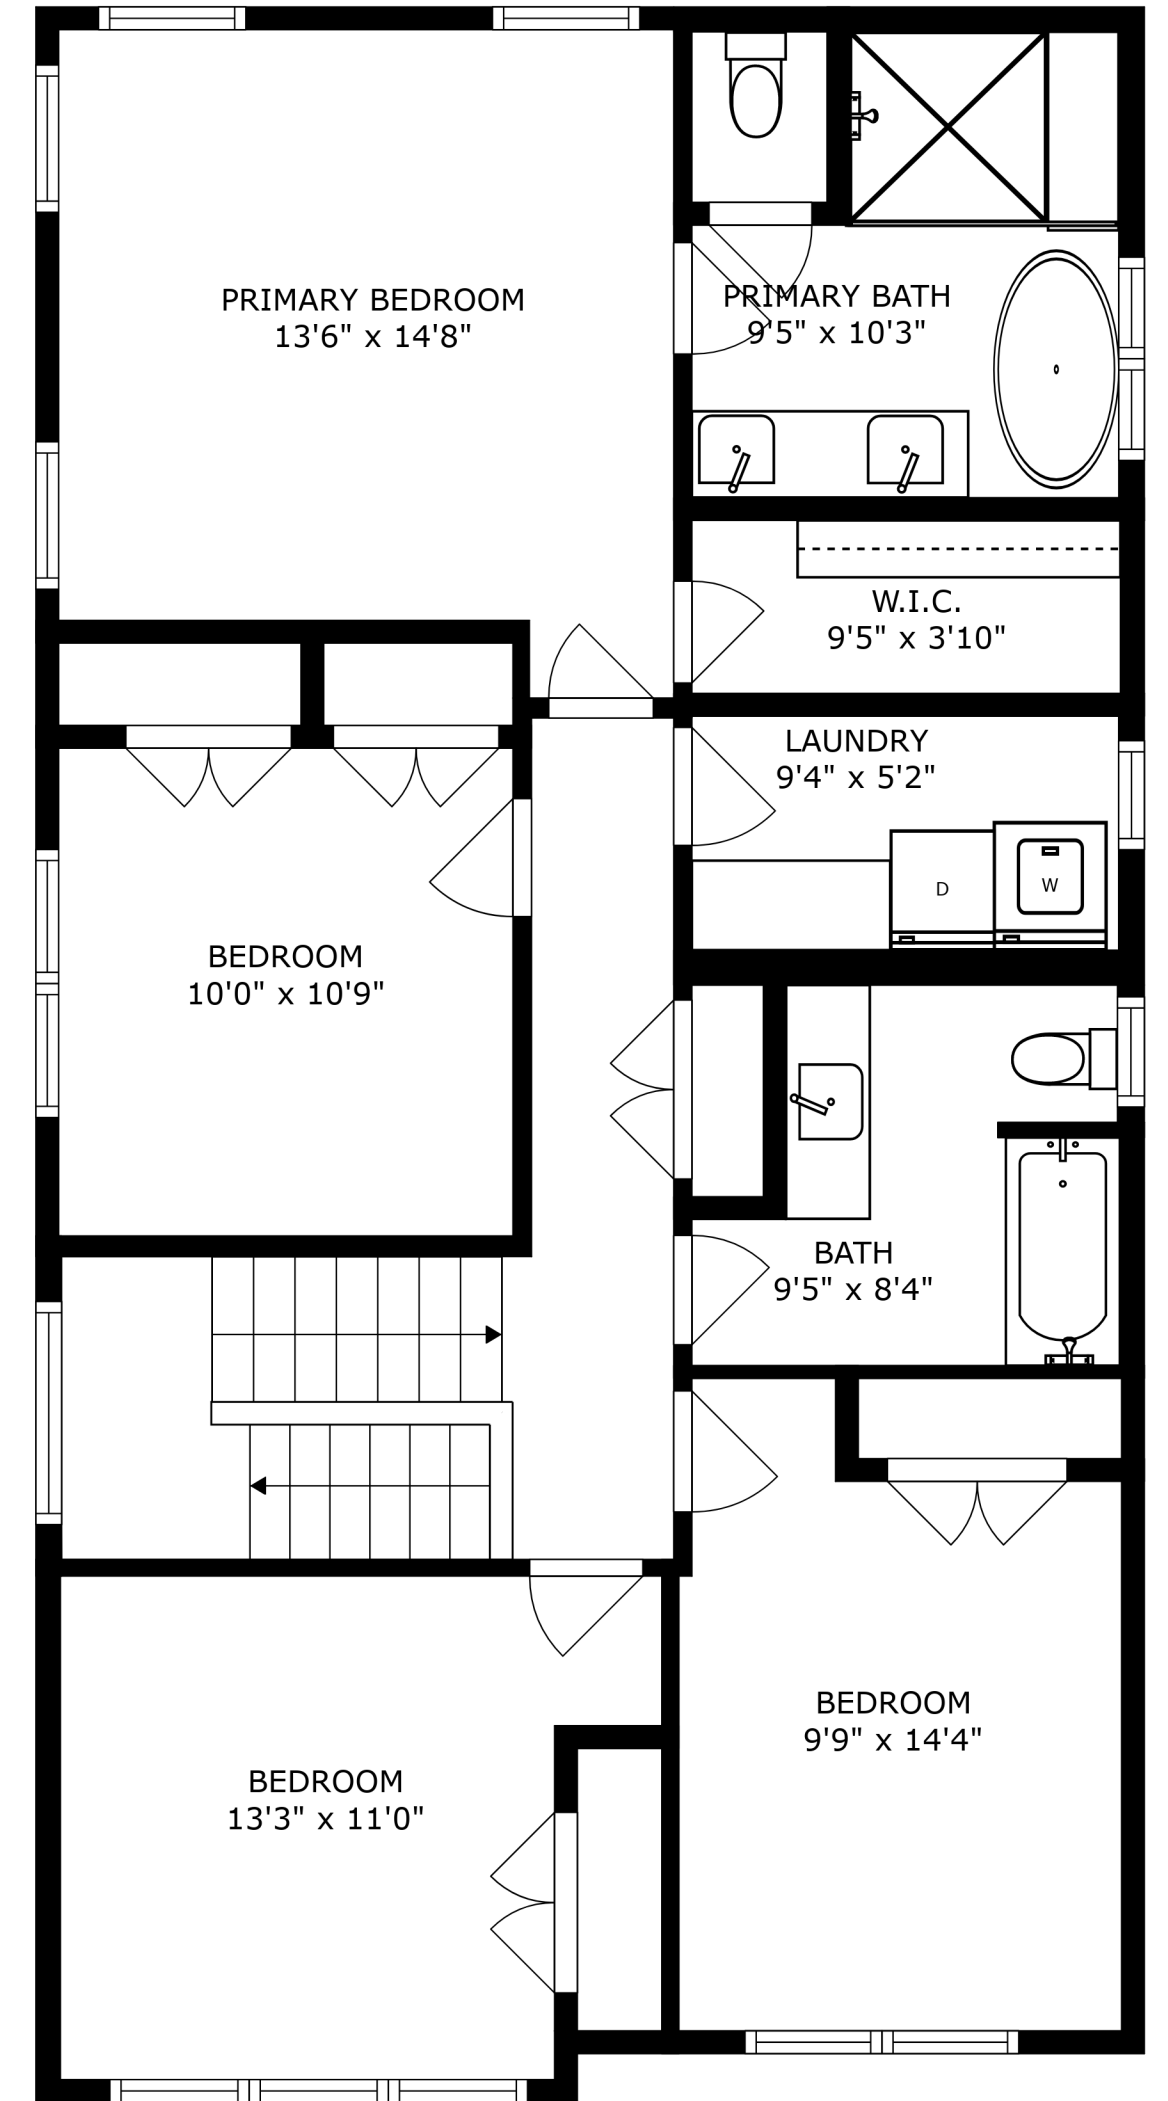 PRIMARY BEDROOM
13'6" x 14'8"
PRIMARY BATH
9'5" x 10'3"
W.I.C.
9'5" x 3'10"
LAUNDRY
9'4" x 5'2"
D
W
BEDROOM
10'0" x 10'9"
BATH
9'5" x 8'4"
BEDROOM
9'9" x 14'4"
BEDROOM
13'3" x 11'0"